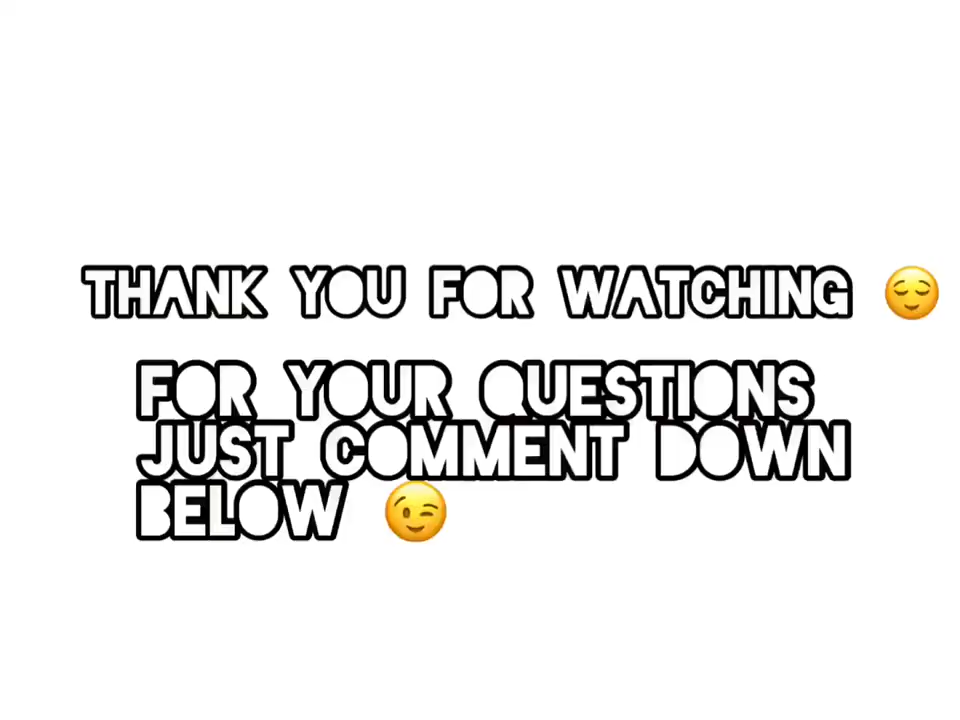 THANK YOU FOR WATCHING 😌
FOR YOUR QUESTIONS
JUST COMMENT DOWN
BELOW 😉